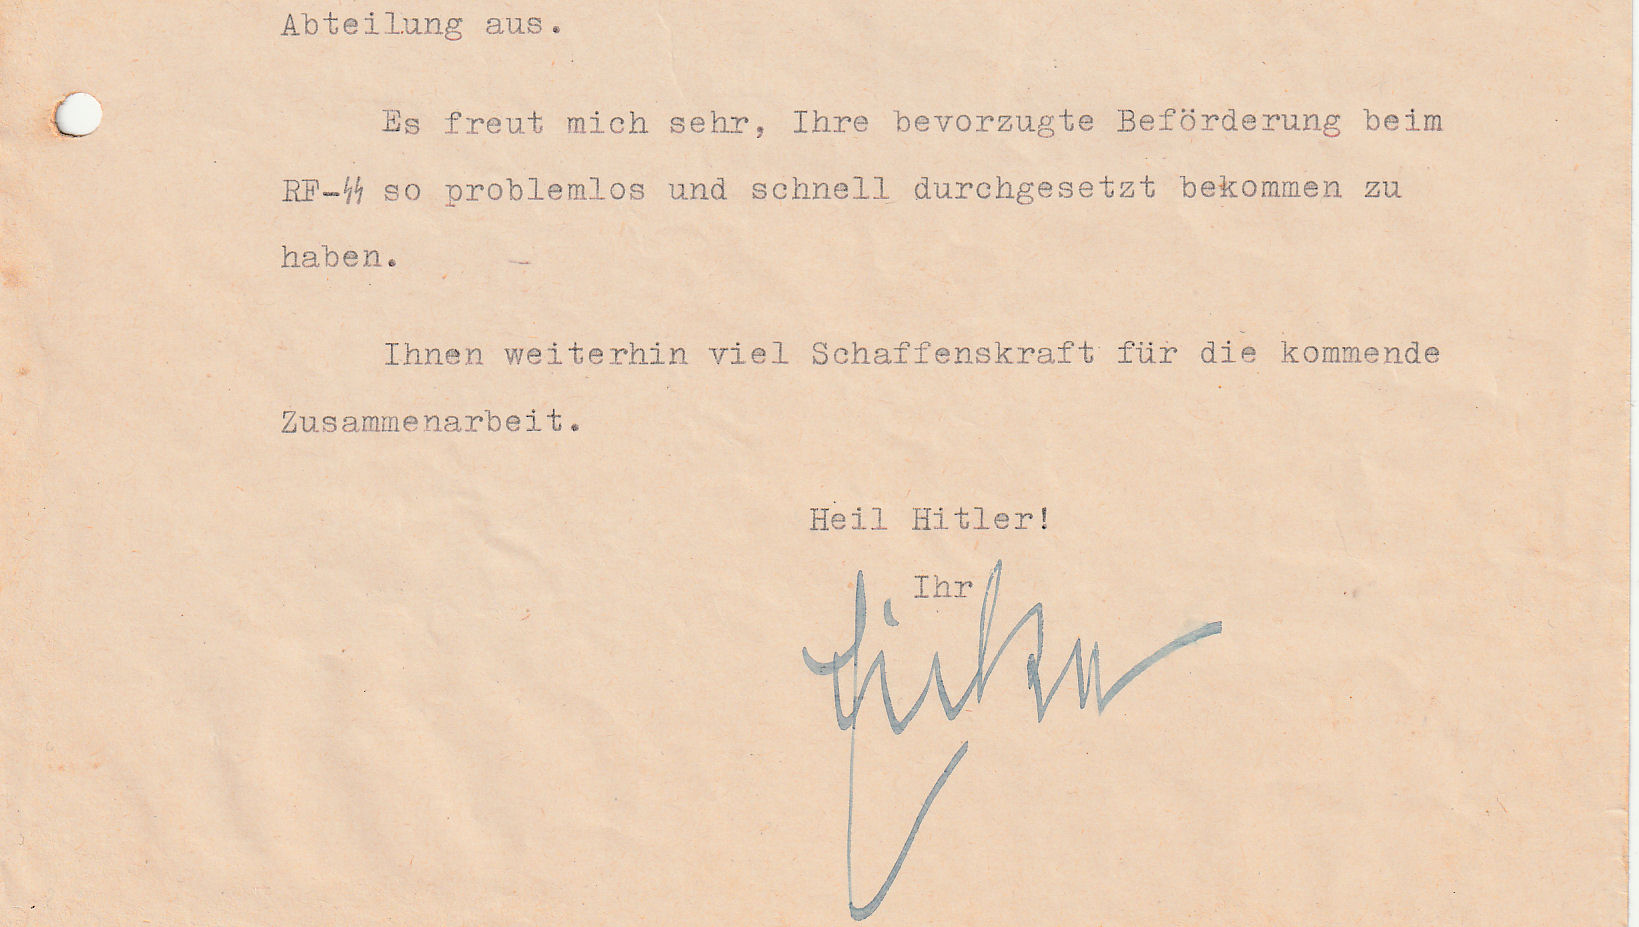 Abteilung aus.
Es freut mich sehr, Ihre bevorzugte Beförderung beim
RF-ᛋᛋ so problemlos und schnell durchgesetzt bekommen zu
haben.
Ihnen weiterhin viel Schaffenskraft für die kommende
Zusammenarbeit.
Heil Hitler!
Ihr